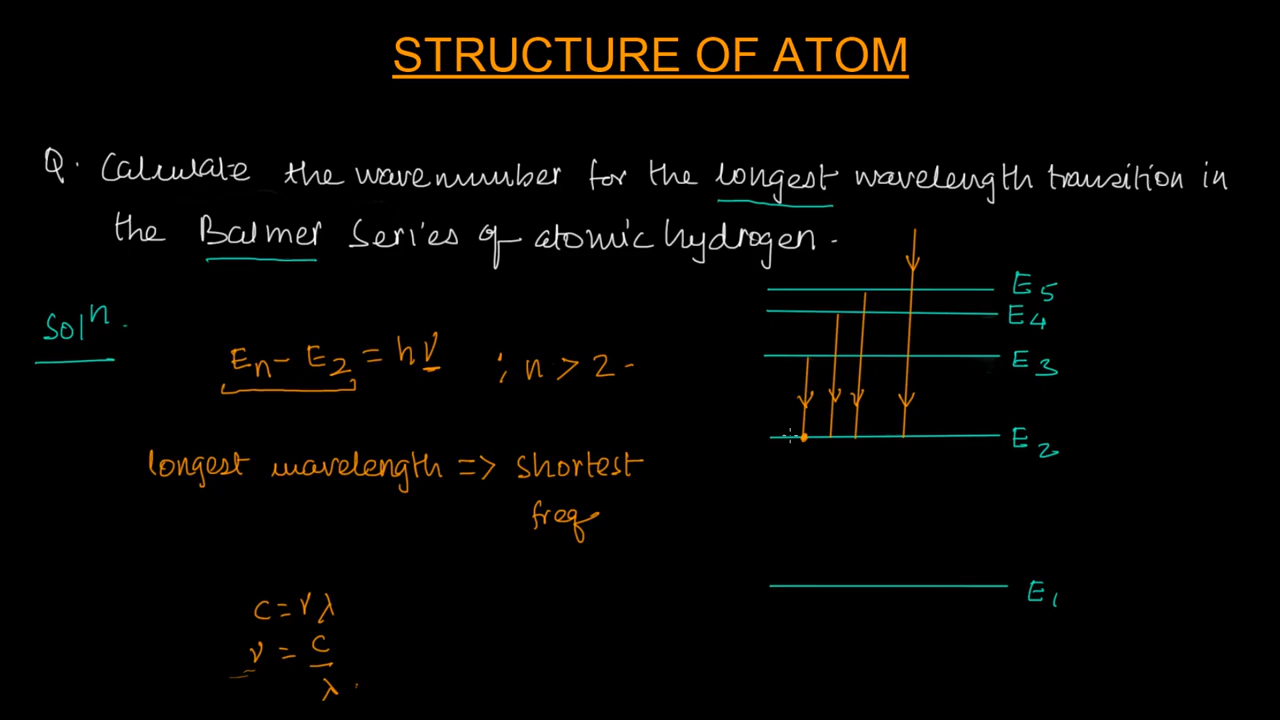 STRUCTURE OF ATOM
Q. Calculate the wavenumber for the longest wavelength transition in
the Balmer Series of atomic hydrogen.
Solⁿ.
Eₙ - E₂ = hν ; n > 2
longest wavelength => shortest
freq
c = νλ
ν = c/λ
E₅
E₄
E₃
E₂
E₁